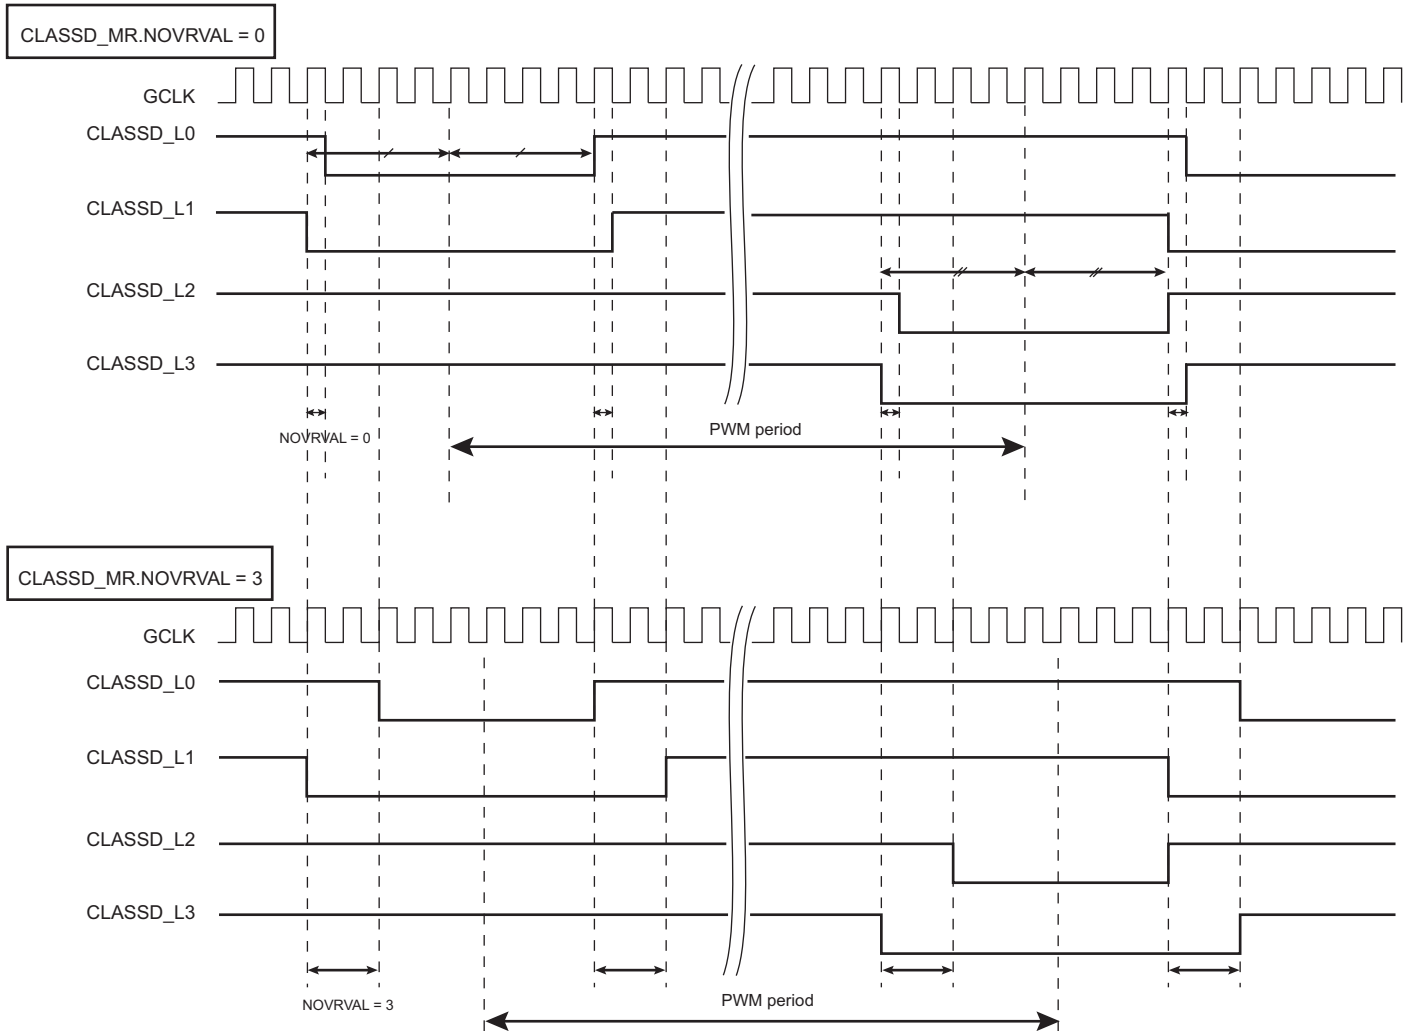 CLASSD_MR.NOVRVAL = 0
GCLK
CLASSD_L0
CLASSD_L1
CLASSD_L2
CLASSD_L3
NOVRVAL = 0
PWM period
CLASSD_MR.NOVRVAL = 3
GCLK
CLASSD_L0
CLASSD_L1
CLASSD_L2
CLASSD_L3
NOVRVAL = 3
PWM period